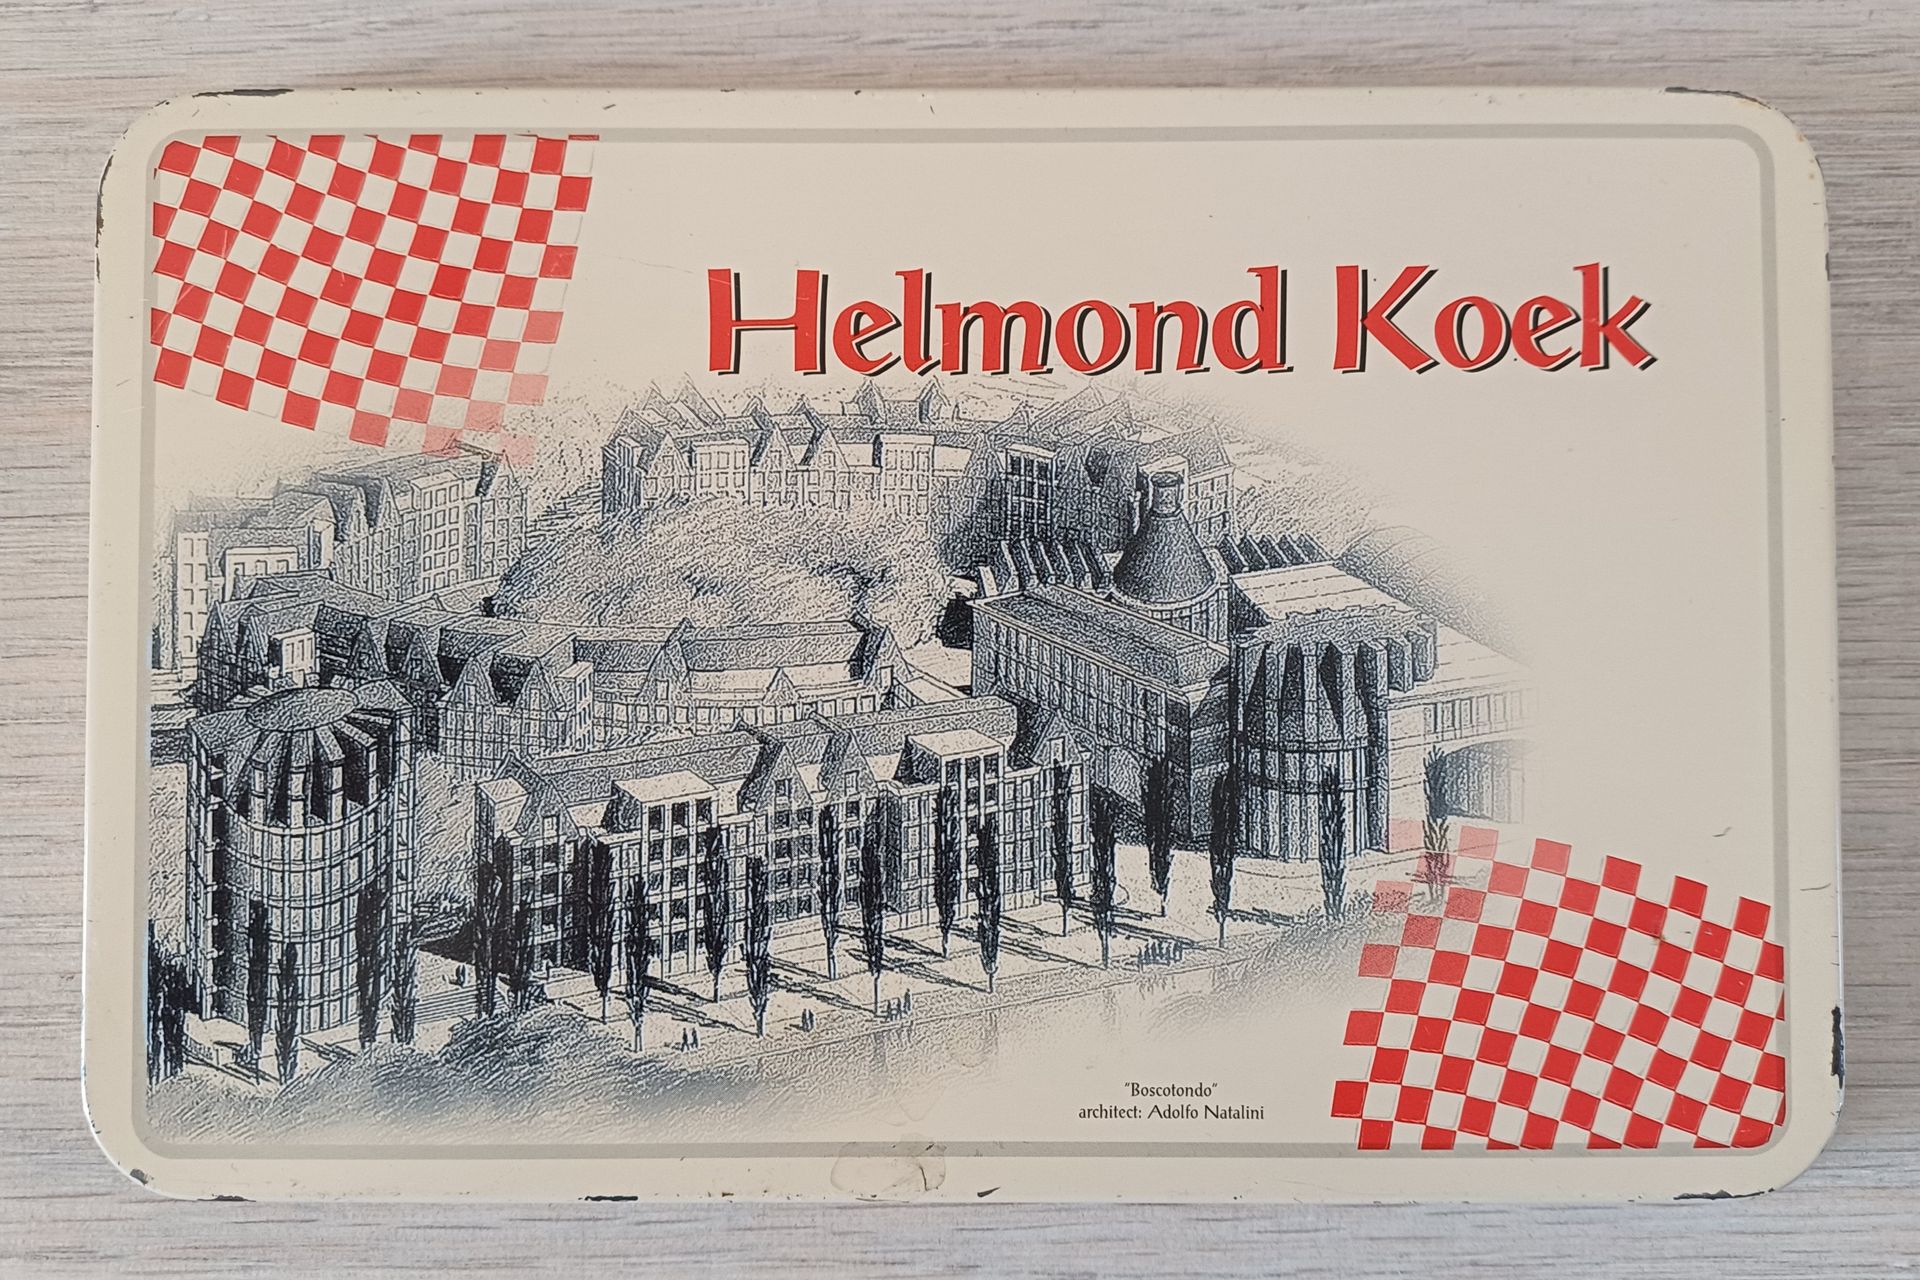 Helmond Koek
"Boscotondo"
architect: Adolfo Natalini